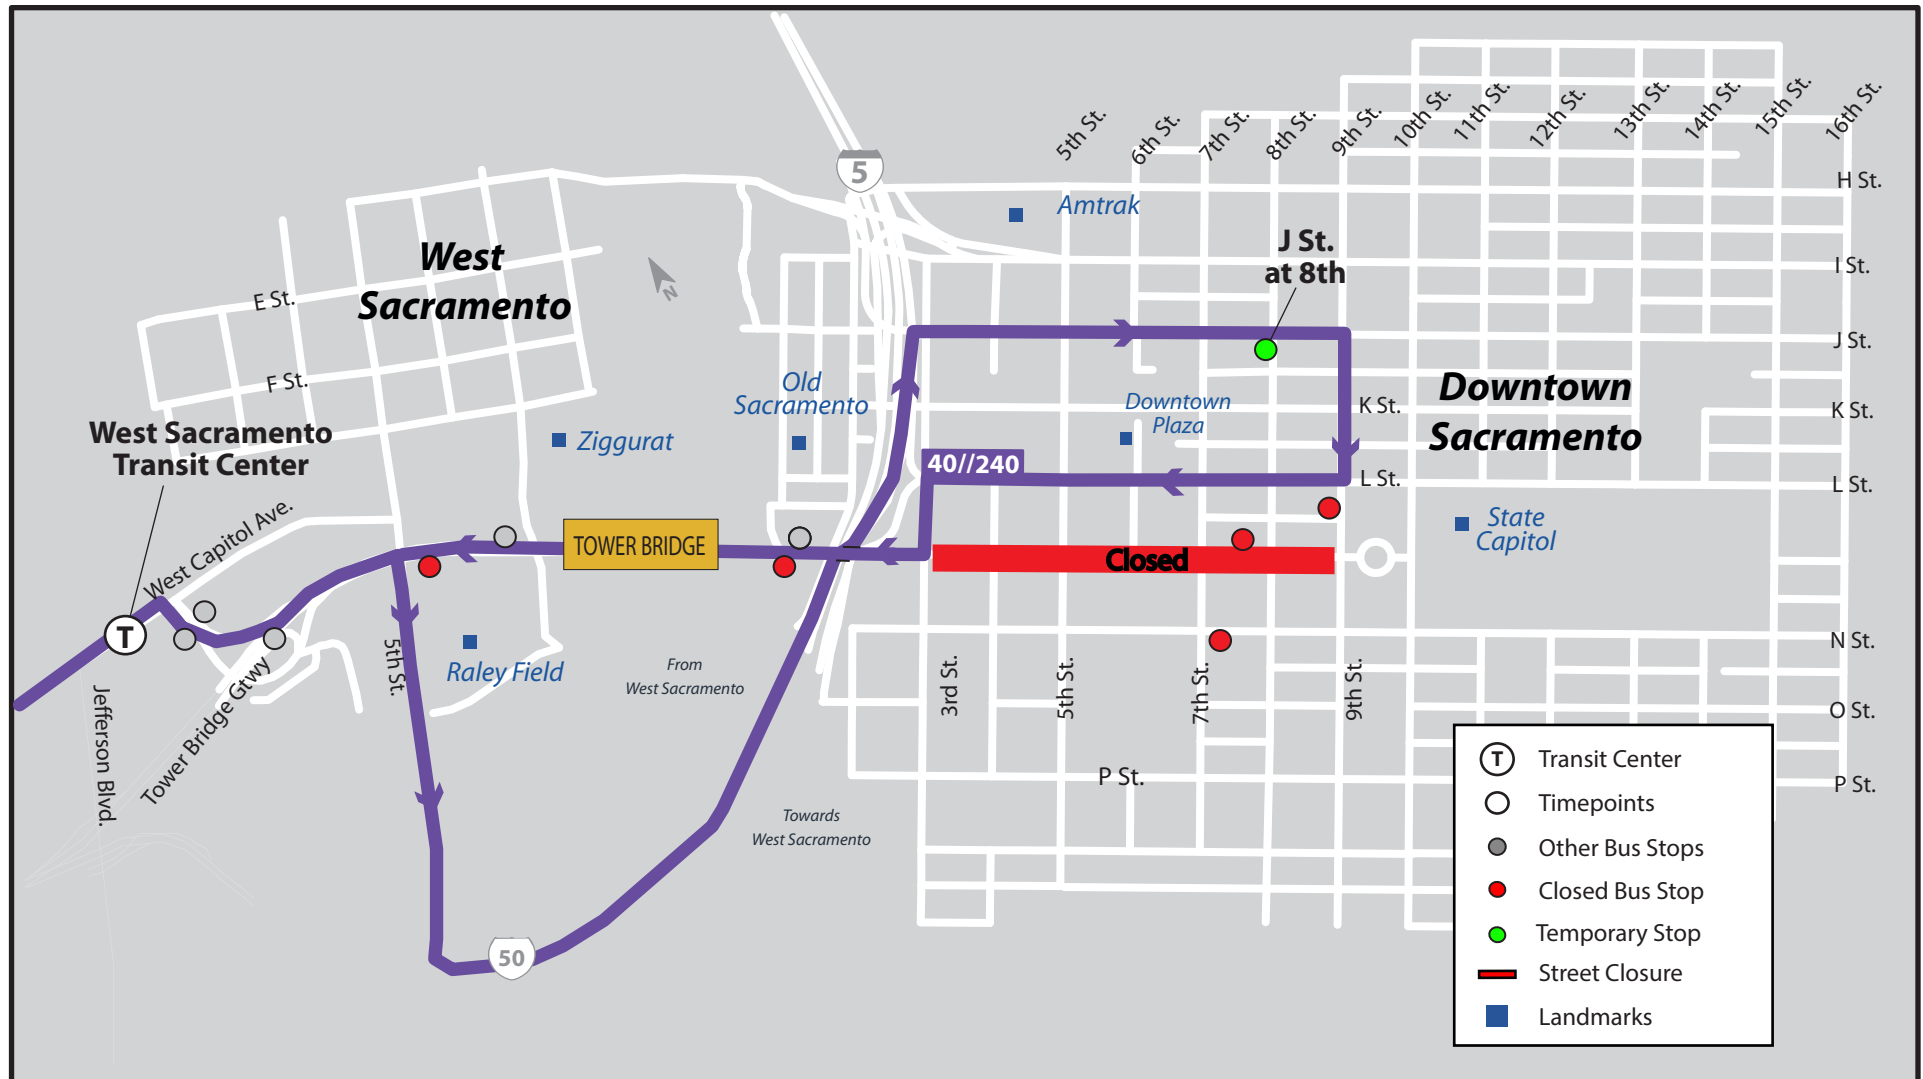 5th St.
6th St.
7th St.
8th St.
9th St.
10th St.
11th St.
12th St.
13th St.
14th St.
15th St.
16th St.
5
H St.
Amtrak
J St.
at 8th
West
Sacramento
N
I St.
E St.
J St.
F St.
Old
Sacramento
Downtown
Plaza
K St.
K St.
Downtown
Sacramento
West Sacramento
Transit Center
Ziggurat
40//240
L St.
L St.
State
Capitol
West Capitol Ave.
TOWER BRIDGE
Closed
T
5th St.
Raley Field
From
West Sacramento
N St.
3rd St.
5th St.
7th St.
9th St.
Jefferson Blvd.
Tower Bridge Gtwy
O St.
P St.
P St.
Towards
West Sacramento
50
T Transit Center
Timepoints
Other Bus Stops
Closed Bus Stop
Temporary Stop
Street Closure
Landmarks